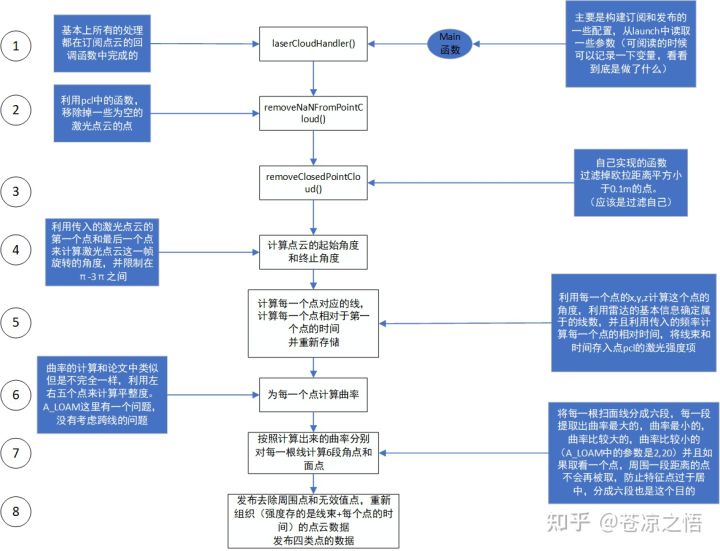 1
基本上所有的处理
都在订阅点云的回
调函数中完成的
laserCloudHandler()
Main
函数
主要是构建订阅和发布的
一些配置，从launch中读取
一些参数（可阅读的时候
可以记录一下变量，看看
到底是做了什么）
2
利用pcl中的函数，
移除掉一些为空的
激光点云的点
removeNaNFromPointC
loud()
3
removeClosedPointClo
ud()
自己实现的函数
过滤掉欧拉距离平方小
于0.1m的点。
（应该是过滤自己）
4
利用传入的激光点云的
第一个点和最后一个点
来计算激光点云这一帧
旋转的角度，并限制在
π-3π之间
计算点云的起始角度
和终止角度
5
计算每一个点对应的线，
计算每一个点相对于第一
个点的时间
并重新存储
利用每一个点的x,y,z计算这个点的
角度，利用雷达的基本信息确定属
于的线数，并且利用传入的频率计
算每一个点的相对时间，将线束和
时间存入点pcl的激光强度项
6
曲率的计算和论文中类似
但是不完全一样，利用左
右五个点来计算平整度。
A_LOAM这里有一个问题，
没有考虑跨线的问题
为每一个点计算曲率
7
按照计算出来的曲率分别
对每一根线计算6段角点和
面点
将每一根扫面线分成六段，每一段
提取出曲率最大的，曲率最小的，
曲率比较大的，曲率比较小的
（A_LOAM中的参数是2,20）并且如
果取看一个点，周围一段距离的点
不会再被取，防止特征点过于居
中，分成六段也是这个目的
8
发布去除周围点和无效值点，重新
组织（强度存的是线束+每个点的时
间）的点云数据
发布四类点的数据
知乎 @苍凉之悟